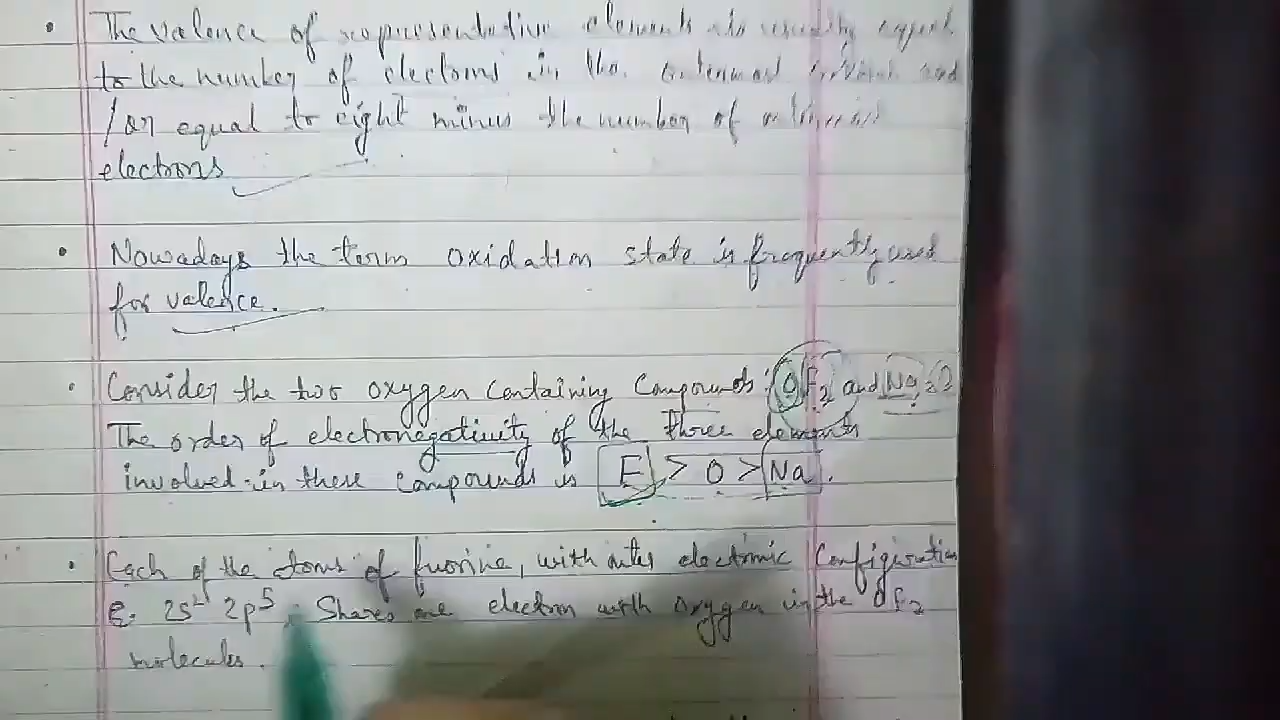 • The valence of representative elements is usually equal
to the number of electrons in the outermost orbitals and
/or equal to eight minus the number of outermost
electrons
• Nowadays the term oxidation state is frequently used
for valence.
• Consider the two oxygen containing compounds: OF2 and Na2O
The order of electronegativity of the three elements
involved in these compounds is F > O > Na.
• Each of the atoms of fluorine, with outer electronic configuration
2s2 2p5, Shares one electron with oxygen in the OF2
molecules.